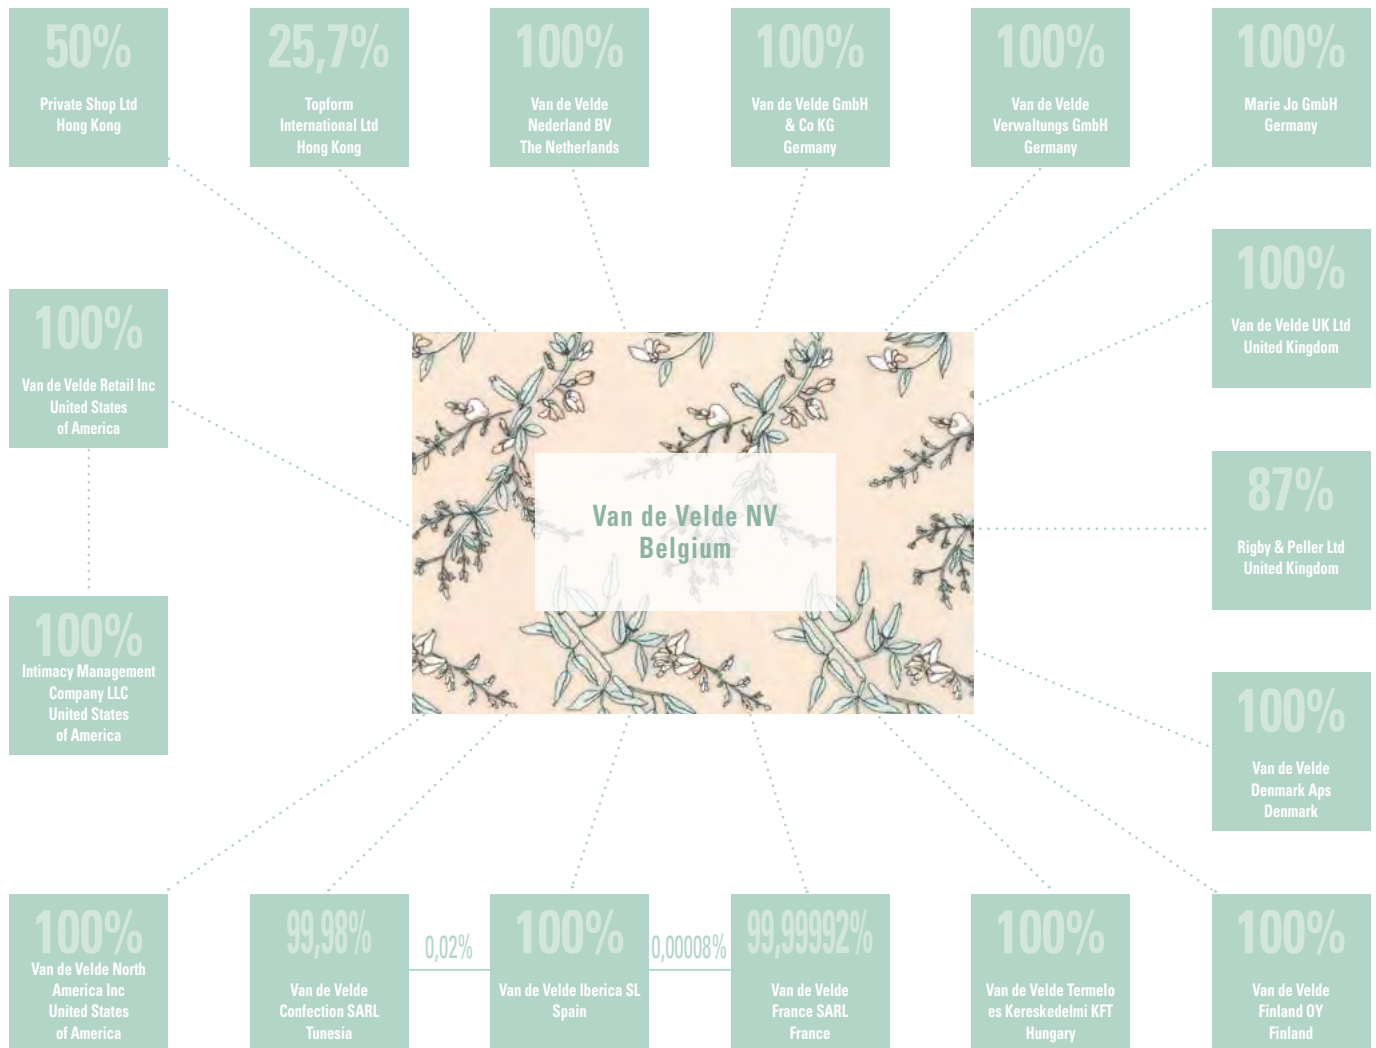 50%
Private Shop Ltd
Hong Kong
25,7%
Topform
International Ltd
Hong Kong
100%
Van de Velde
Nederland BV
The Netherlands
100%
Van de Velde GmbH
& Co KG
Germany
100%
Van de Velde
Verwaltungs GmbH
Germany
100%
Marie Jo GmbH
Germany
100%
Van de Velde UK Ltd
United Kingdom
100%
Van de Velde Retail Inc
United States
of America
87%
Rigby & Peller Ltd
United Kingdom
Van de Velde NV
Belgium
100%
Intimacy Management
Company LLC
United States
of America
100%
Van de Velde
Denmark Aps
Denmark
100%
Van de Velde North
America Inc
United States
of America
99,98%
Van de Velde
Confection SARL
Tunesia
0,02%
100%
Van de Velde Iberica SL
Spain
0,00008%
99,99992%
Van de Velde
France SARL
France
100%
Van de Velde Termelo
es Kereskedelmi KFT
Hungary
100%
Van de Velde
Finland OY
Finland